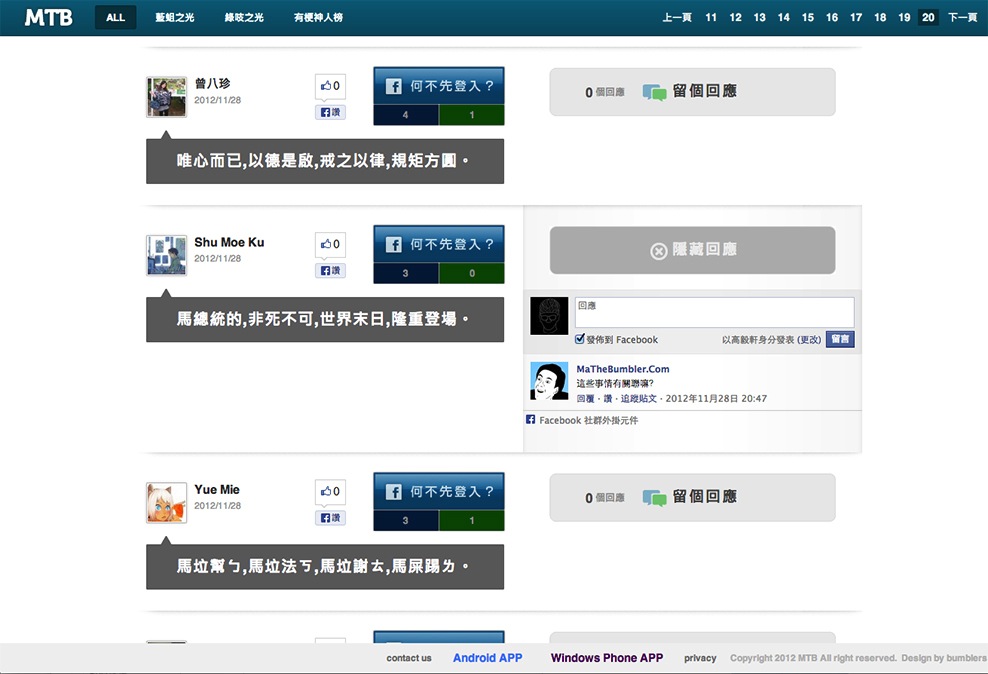 MTB ALL 藍蛆之光 綠吱之光 有梗神人榜 上一頁 11 12 13 14 15 16 17 18 19 20 下一頁
曾八珍
2012/11/28
0
讚
何不先登入？
4 1
0 個回應 留個回應
唯心而已,以德是啟,戒之以律,規矩方圓。
Shu Moe Ku
2012/11/28
0
讚
何不先登入？
3 0
隱藏回應
馬總統的,非死不可,世界末日,隆重登場。
回應
發佈到 Facebook 以高毅軒身分發表 (更改) 留言
MaTheBumbler.Com
這些事情有關聯嗎?
回覆 · 讚 · 追蹤貼文 · 2012年11月28日 20:47
Facebook 社群外掛元件
Yue Mie
2012/11/28
0
讚
何不先登入？
3 1
0 個回應 留個回應
馬垃幫ㄅ,馬垃法ㄎ,馬垃謝ㄊ,馬屎踢ㄌ。
contact us Android APP Windows Phone APP privacy Copyright 2012 MTB All right reserved. Design by bumblers